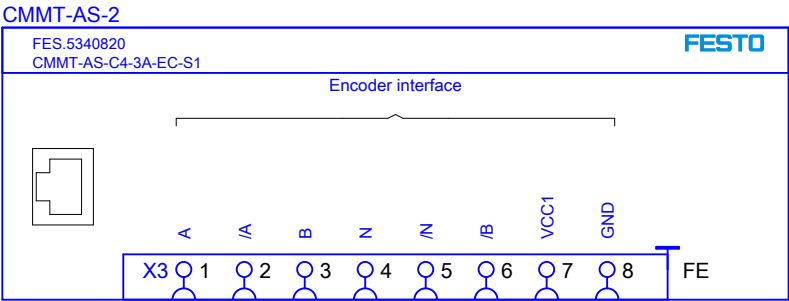 CMMT-AS-2
FES.5340820
CMMT-AS-C4-3A-EC-S1
FESTO
Encoder interface
A /A B N /N /B VCC1 GND
X3 1 2 3 4 5 6 7 8 FE